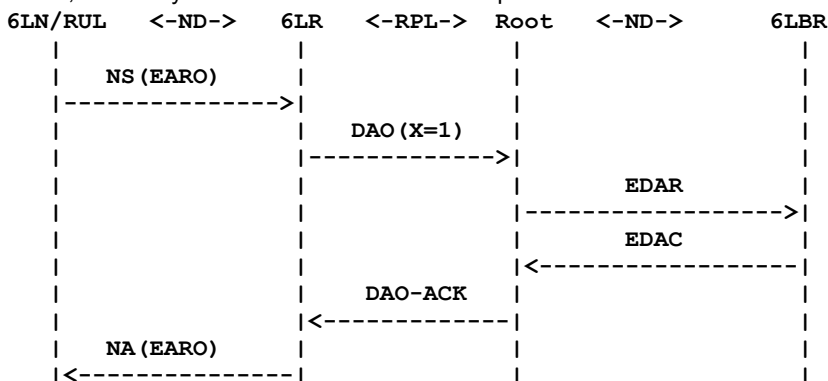 6LN/RUL   <-ND->   6LR   <-RPL->  Root   <-ND->       6LBR
   |                |               |                   |
   |   NS(EARO)     |               |                   |
   |--------------->|               |                   |
   |                |   DAO(X=1)    |                   |
   |                |-------------->|                   |
   |                |               |       EDAR        |
   |                |               |------------------>|
   |                |               |       EDAC        |
   |                |               |<------------------|
   |                |    DAO-ACK    |                   |
   |                |<--------------|                   |
   |   NA(EARO)     |               |                   |
   |<---------------|               |                   |